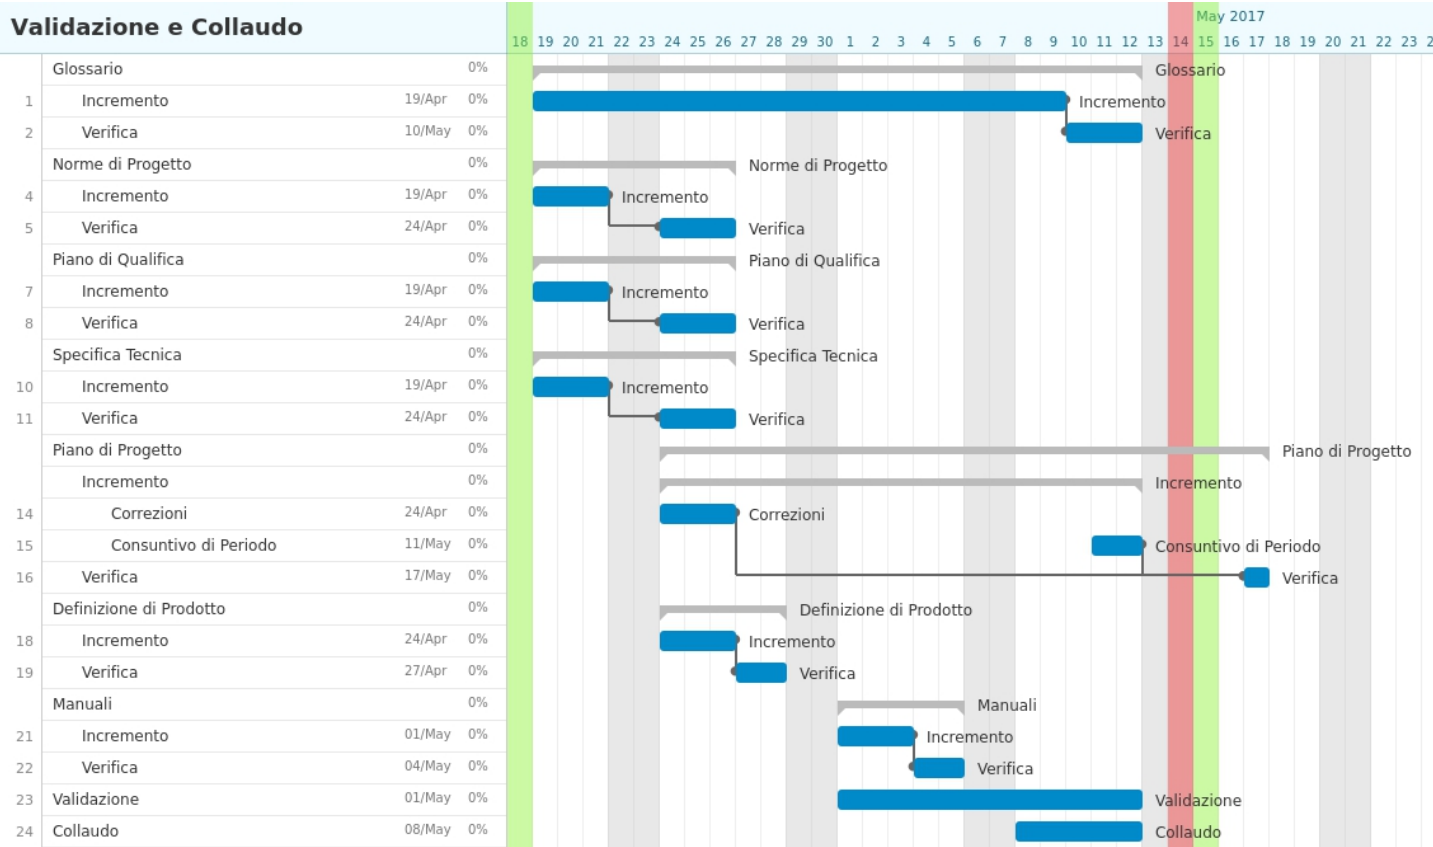 Validazione e Collaudo
May 2017
18 19 20 21 22 23 24 25 26 27 28 29 30 1 2 3 4 5 6 7 8 9 10 11 12 13 14 15 16 17 18 19 20 21 22 23
Glossario 0% Glossario
1 Incremento 19/Apr 0% Incremento
2 Verifica 10/May 0% Verifica
Norme di Progetto 0% Norme di Progetto
4 Incremento 19/Apr 0% Incremento
5 Verifica 24/Apr 0% Verifica
Piano di Qualifica 0% Piano di Qualifica
7 Incremento 19/Apr 0% Incremento
8 Verifica 24/Apr 0% Verifica
Specifica Tecnica 0% Specifica Tecnica
10 Incremento 19/Apr 0% Incremento
11 Verifica 24/Apr 0% Verifica
Piano di Progetto 0% Piano di Progetto
Incremento 0% Incremento
14 Correzioni 24/Apr 0% Correzioni
15 Consuntivo di Periodo 11/May 0% Consuntivo di Periodo
16 Verifica 17/May 0% Verifica
Definizione di Prodotto 0% Definizione di Prodotto
18 Incremento 24/Apr 0% Incremento
19 Verifica 27/Apr 0% Verifica
Manuali 0% Manuali
21 Incremento 01/May 0% Incremento
22 Verifica 04/May 0% Verifica
23 Validazione 01/May 0% Validazione
24 Collaudo 08/May 0% Collaudo